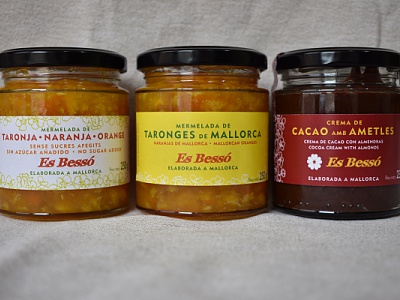 MERMELADA DE
TARONJA • NARANJA • ORANGE
SENSE SUCRES AFEGITS
SIN AZÚCAR AÑADIDO • NO SUGAR ADDED
Es Bessó
ELABORADA A MALLORCA
MERMELADA DE
TARONGES DE MALLORCA
NARANJAS DE MALLORCA • MALLORCAN ORANGES
Es Bessó
ELABORADA A MALLORCA
CREMA DE
CACAO AMB AMETLES
CREMA DE CACAO CON ALMENDRAS
COCOA CREAM WITH ALMONDS
Es Bessó
ELABORADA A MALLORCA